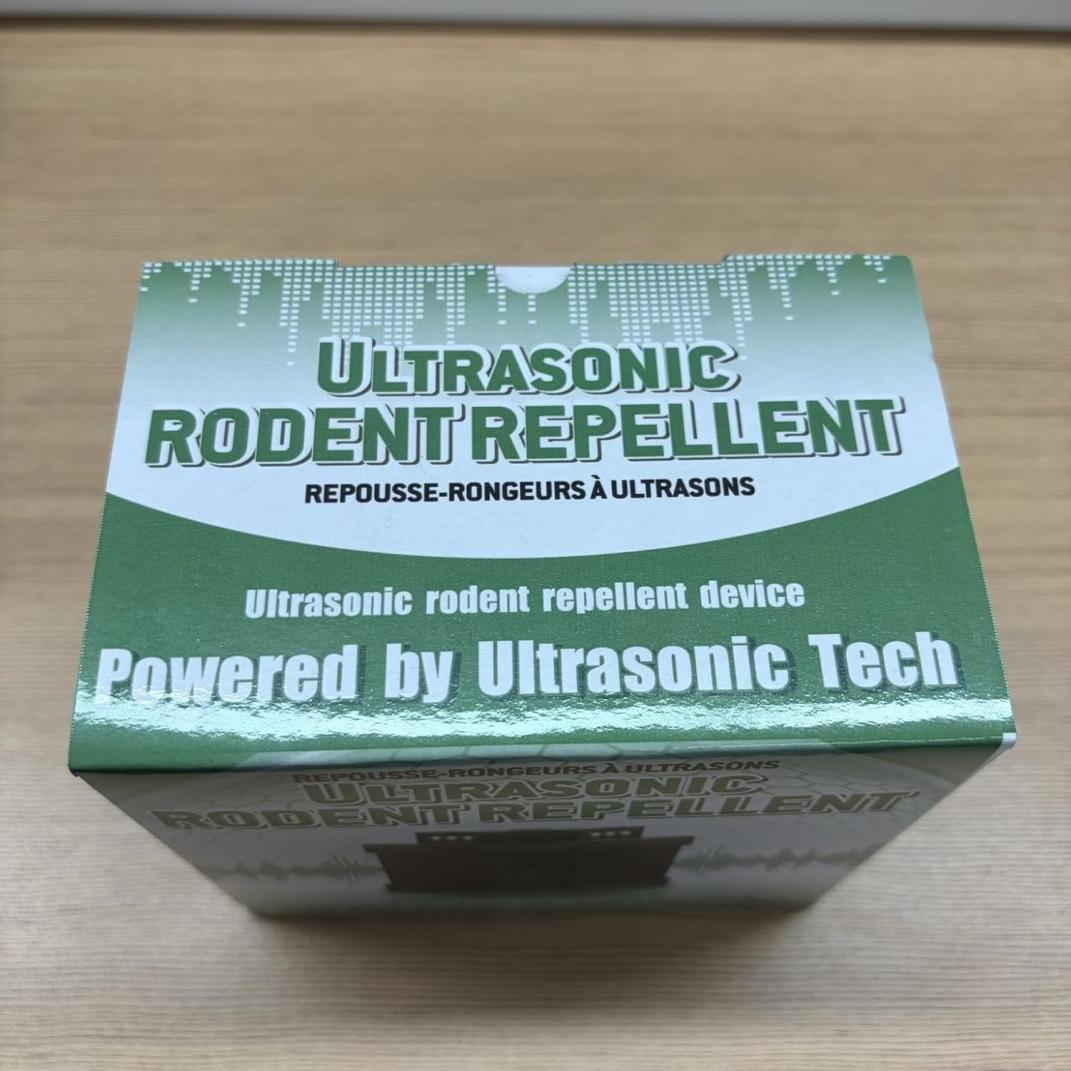 ULTRASONIC
RODENT REPELLENT
REPOUSSE-RONGEURS À ULTRASONS
Ultrasonic rodent repellent device
Powered by Ultrasonic Tech
REPOUSSE-RONGEURS À ULTRASONS
ULTRASONIC
RODENT REPELLENT